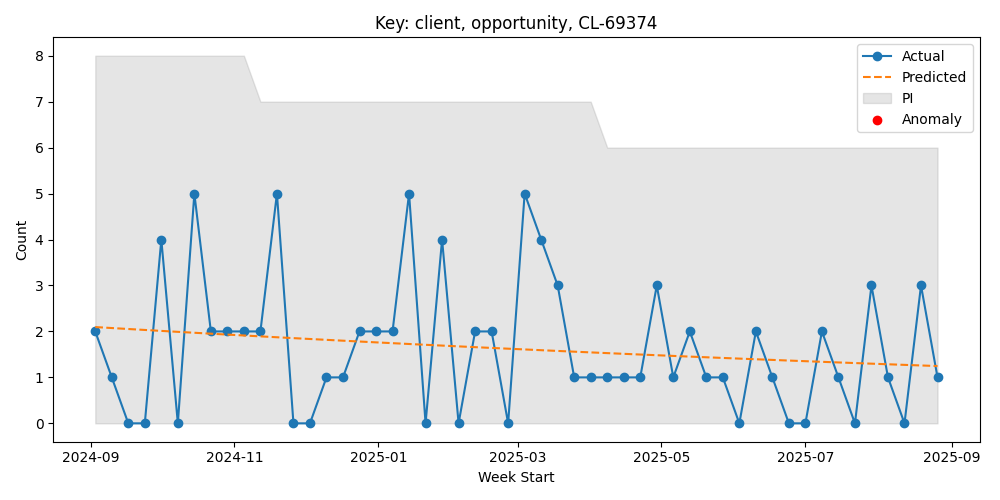 Key: client, opportunity, CL-69374
Actual
Predicted
PI
Anomaly
8
7
6
5
4
3
2
1
0
Count
2024-09
2024-11
2025-01
2025-03
2025-05
2025-07
2025-09
Week Start